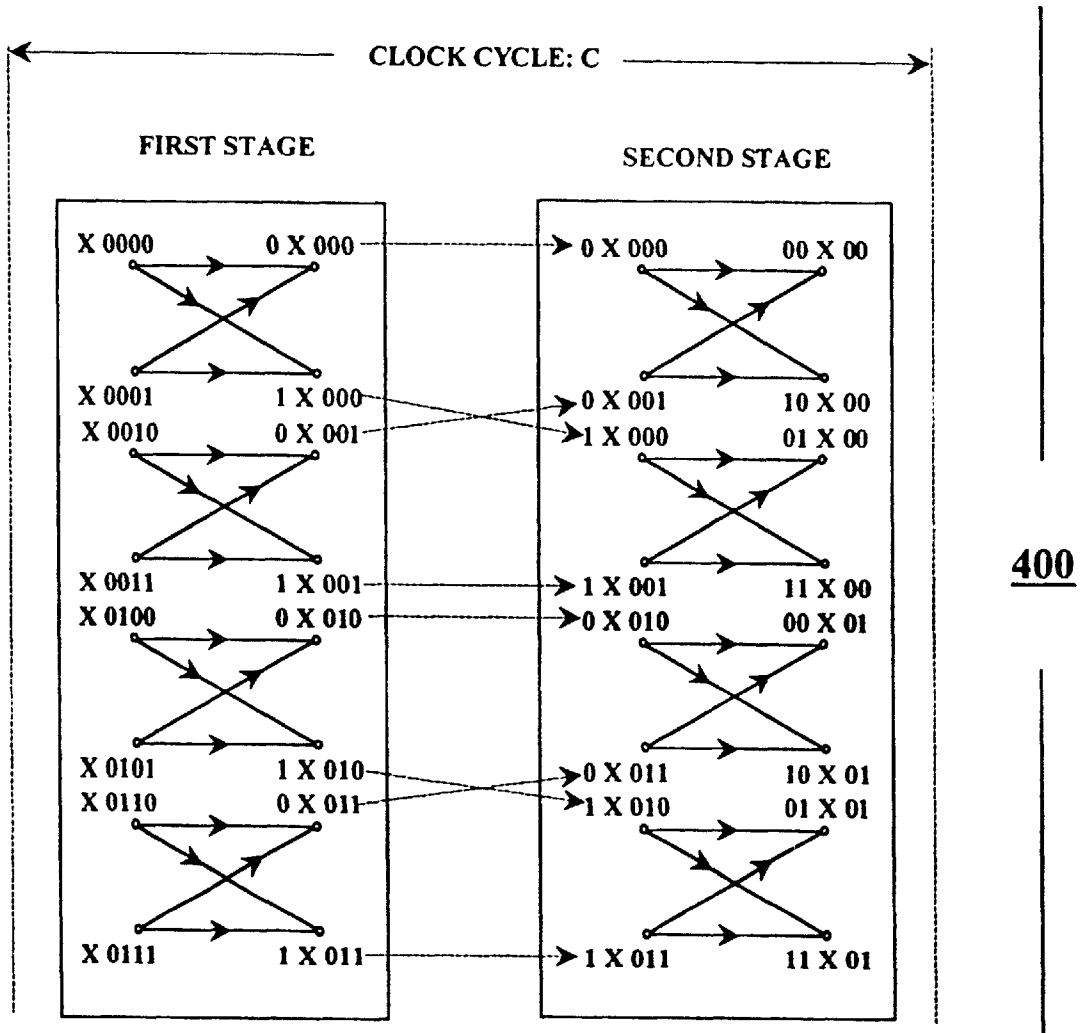 CLOCK CYCLE: C
FIRST STAGE
SECOND STAGE
X 0000 0 X 000 0 X 000 00 X 00
X 0001 1 X 000 0 X 001 10 X 00
X 0010 0 X 001 1 X 000 01 X 00
X 0011 1 X 001 1 X 001 11 X 00
X 0100 0 X 010 0 X 010 00 X 01
X 0101 1 X 010 0 X 011 10 X 01
X 0110 0 X 011 1 X 010 01 X 01
X 0111 1 X 011 1 X 011 11 X 01
400